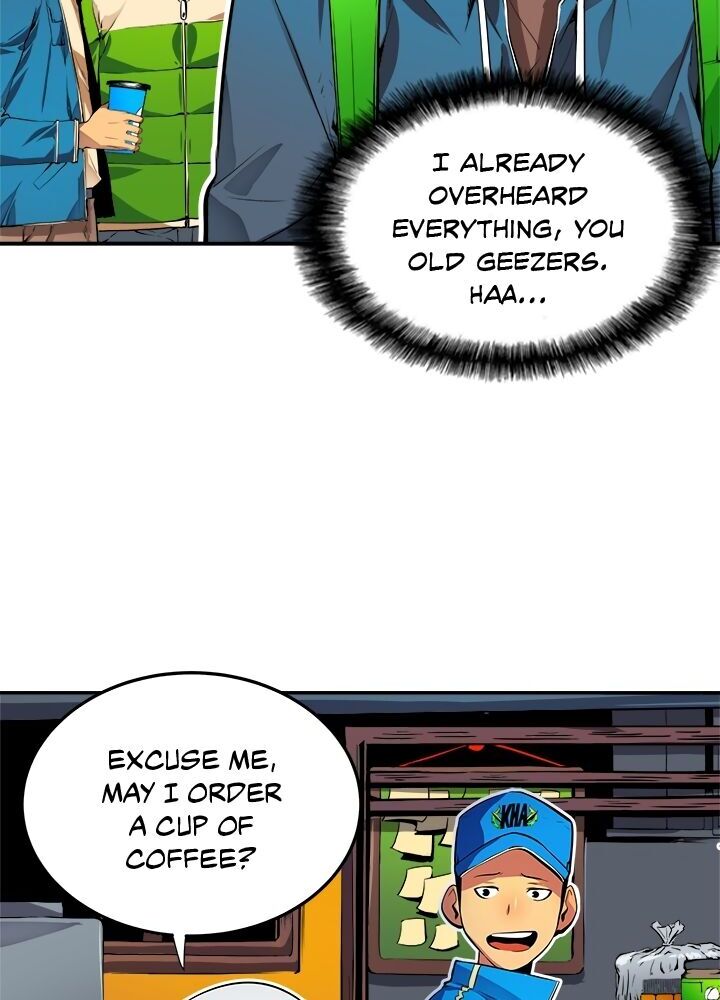 I ALREADY
OVERHEARD
EVERYTHING, YOU
OLD GEEZERS.
HAA...
EXCUSE ME,
MAY I ORDER
A CUP OF
COFFEE?
KHA